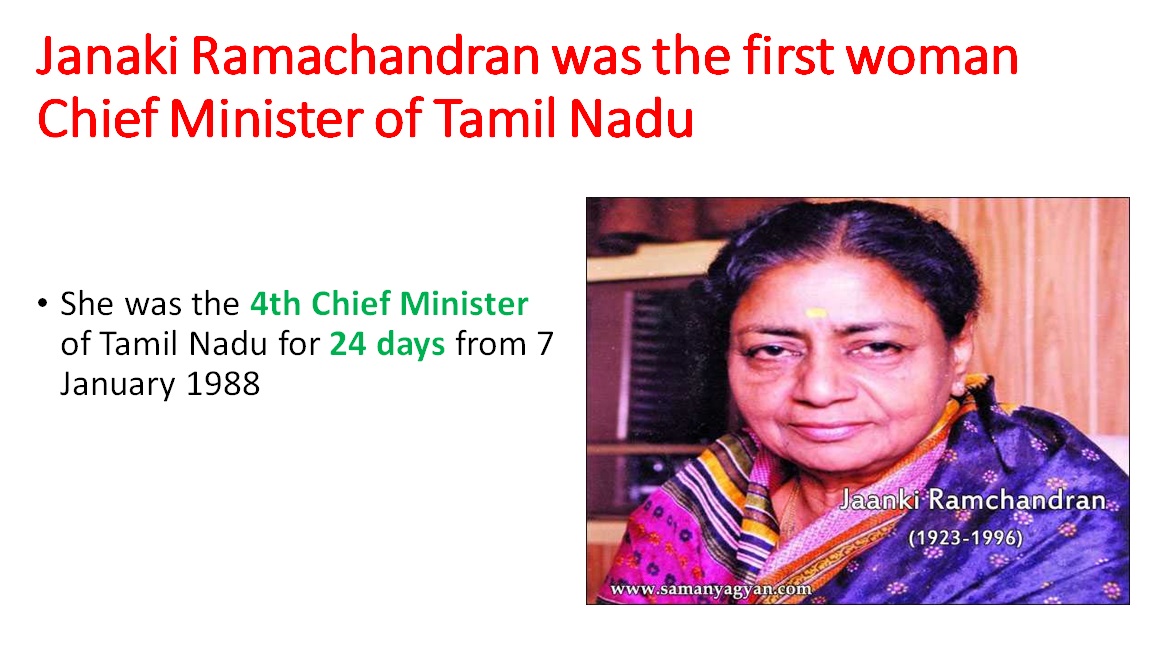 Janaki Ramachandran was the first woman
Chief Minister of Tamil Nadu
• She was the 4th Chief Minister
of Tamil Nadu for 24 days from 7
January 1988
Jaanki Ramchandran
(1923-1996)
www.samanyagyan.com